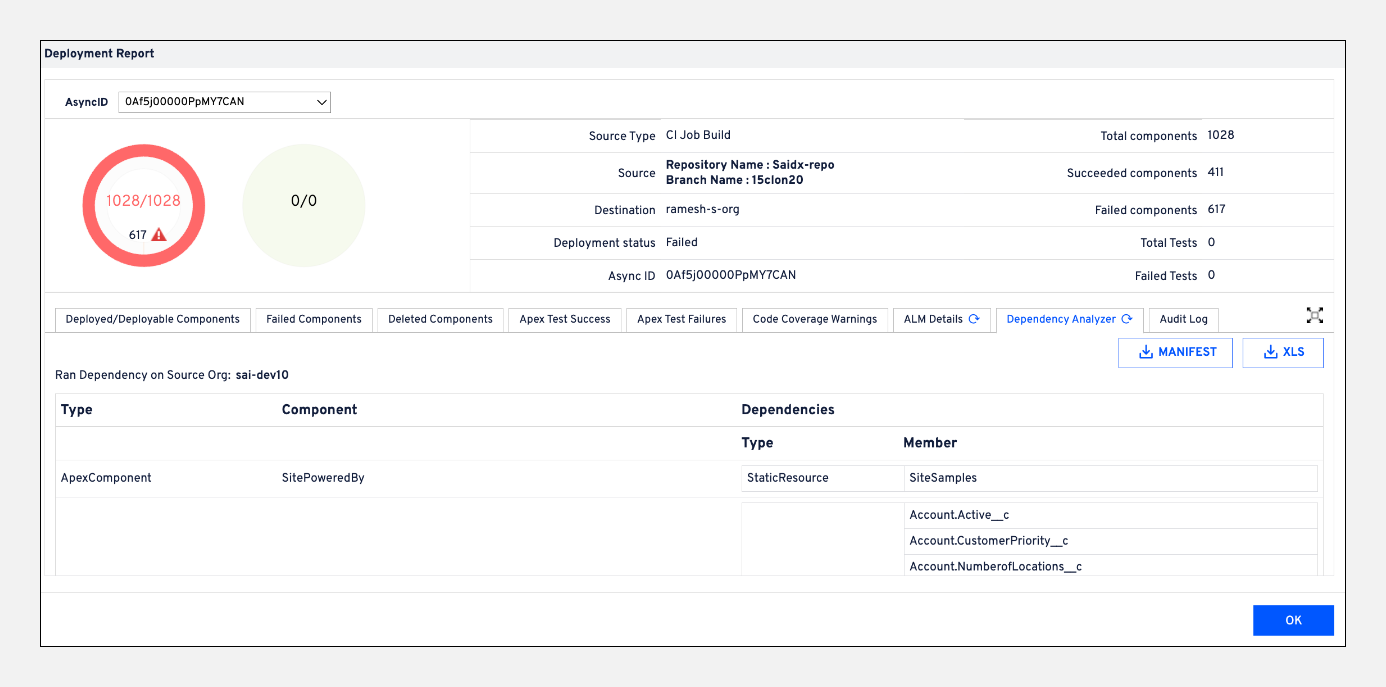 Deployment Report
AsyncID 0Af5j00000PpMY7CAN
1028/1028
617
0/0
Source Type CI Job Build
Source Repository Name : Saidx-repo
Branch Name : 15clon20
Destination ramesh-s-org
Deployment status Failed
Async ID 0Af5j00000PpMY7CAN
Total components 1028
Succeeded components 411
Failed components 617
Total Tests 0
Failed Tests 0
Deployed/Deployable Components Failed Components Deleted Components Apex Test Success Apex Test Failures Code Coverage Warnings ALM Details Dependency Analyzer Audit Log
MANIFEST XLS
Ran Dependency on Source Org: sai-dev10
Type Component Dependencies
Type Member
ApexComponent SitePoweredBy StaticResource SiteSamples
Account.Active__c
Account.CustomerPriority__c
Account.NumberofLocations__c
OK